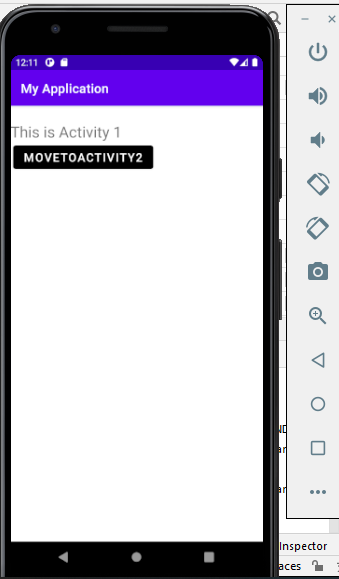 12:11
My Application
This is Activity 1
MOVETOACTIVITY2
Inspector